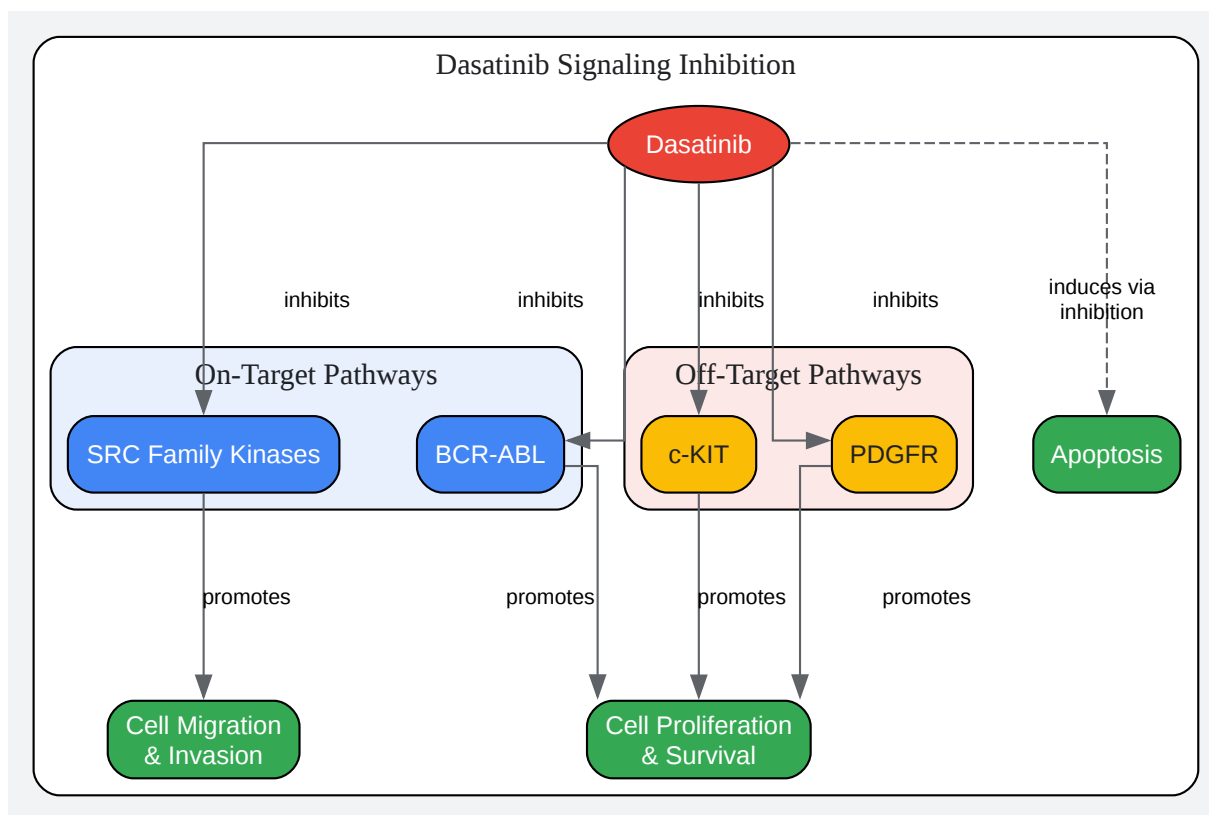 Dasatinib Signaling Inhibition
Dasatinib
inhibits
inhibits
inhibits
inhibits
induces via
inhibition
On-Target Pathways
Off-Target Pathways
SRC Family Kinases
BCR-ABL
c-KIT
PDGFR
Apoptosis
promotes
promotes
promotes
promotes
Cell Migration
& Invasion
Cell Proliferation
& Survival